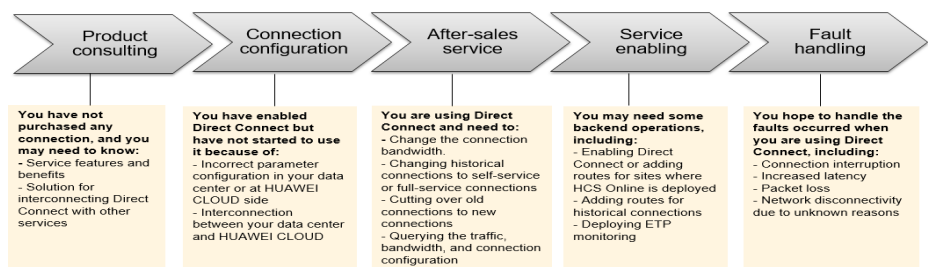 Product
consulting
Connection
configuration
After-sales
service
Service
enabling
Fault
handling
You have not
purchased any
connection, and you
may need to know:
- Service features and
benefits
- Solution for
interconnecting Direct
Connect with other
services
You have enabled
Direct Connect but
have not started to use
it because of:
- Incorrect parameter
configuration in your data
center or at HUAWEI
CLOUD side
- Interconnection
between your data center
and HUAWEI CLOUD
You are using Direct
Connect and need to:
- Change the connection
bandwidth.
- Changing historical
connections to self-service
or full-service connections
- Cutting over old
connections to new
connections
- Querying the traffic,
bandwidth, and connection
configuration
You may need some
backend operations,
including:
- Enabling Direct
Connect or adding
routes for sites where
HCS Online is deployed
- Adding routes for
historical connections
- Deploying ETP
monitoring
You hope to handle the
faults occurred when
you are using Direct
Connect, including:
- Connection interruption
- Increased latency
- Packet loss
- Network disconnectivity
due to unknown reasons